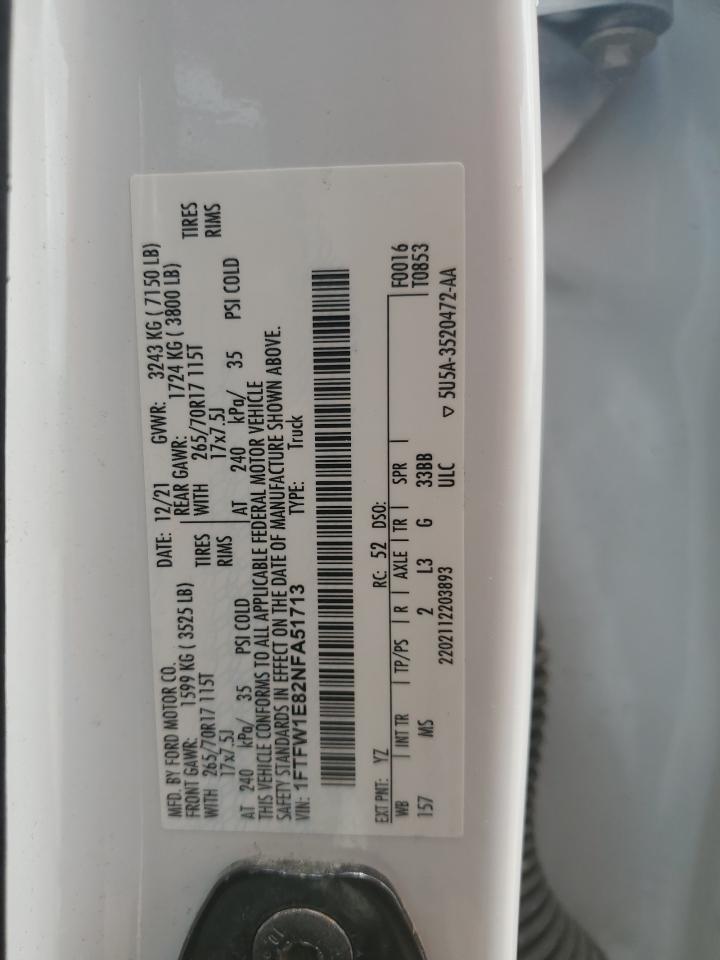 MFD. BY FORD MOTOR CO.
DATE: 12/21 GVWR: 3243 KG ( 7150 LB)
FRONT GAWR: 1599 KG ( 3525 LB) REAR GAWR: 1724 KG ( 3800 LB)
WITH 265/70R17 115T TIRES WITH 265/70R17 115T TIRES
17x7.5J RIMS 17x7.5J RIMS
AT 240 kPa/ 35 PSI COLD AT 240 kPa/ 35 PSI COLD
THIS VEHICLE CONFORMS TO ALL APPLICABLE FEDERAL MOTOR VEHICLE
SAFETY STANDARDS IN EFFECT ON THE DATE OF MANUFACTURE SHOWN ABOVE.
VIN: 1FTFW1E82NFA51713 TYPE: Truck
EXT PNT: YZ RC: 52 DSO: F0016
WB INT TR TP/PS R AXLE TR SPR T0853
157 MS 2 L3 G 33BB
2202112203893 ULC ▽ 5U5A-3520472-AA